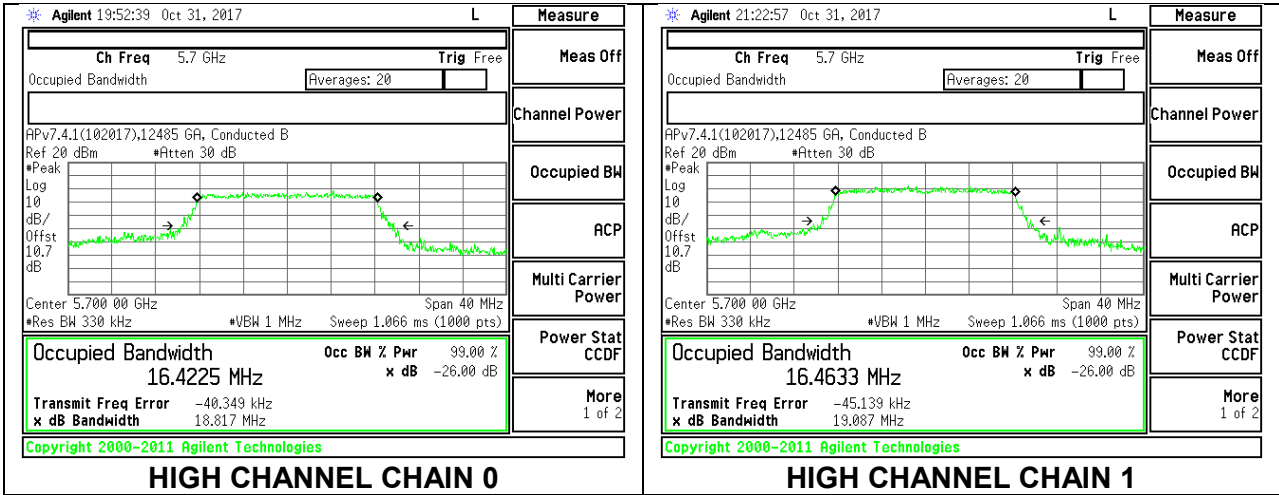 Agilent 19:52:39 Oct 31, 2017 L Measure
Ch Freq 5.7 GHz Trig Free
Meas Off
Occupied Bandwidth Averages: 20
Channel Power
APv7.4.1(102017),12485 GA, Conducted B
Ref 20 dBm #Atten 30 dB
#Peak
Log
10
dB/
Offst
10.7
dB
Occupied BW
ACP
Multi Carrier
Power
Center 5.700 00 GHz Span 40 MHz
#Res BW 330 kHz #VBW 1 MHz Sweep 1.066 ms (1000 pts)
Power Stat
CCDF
Occupied Bandwidth Occ BW % Pwr 99.00 %
16.4225 MHz x dB -26.00 dB
Transmit Freq Error -40.349 kHz
x dB Bandwidth 18.817 MHz
More
1 of 2
Copyright 2000-2011 Agilent Technologies
HIGH CHANNEL CHAIN 0
Agilent 21:22:57 Oct 31, 2017 L Measure
Ch Freq 5.7 GHz Trig Free
Meas Off
Occupied Bandwidth Averages: 20
Channel Power
APv7.4.1(102017),12485 GA, Conducted B
Ref 20 dBm #Atten 30 dB
#Peak
Log
10
dB/
Offst
10.7
dB
Occupied BW
ACP
Multi Carrier
Power
Center 5.700 00 GHz Span 40 MHz
#Res BW 330 kHz #VBW 1 MHz Sweep 1.066 ms (1000 pts)
Power Stat
CCDF
Occupied Bandwidth Occ BW % Pwr 99.00 %
16.4633 MHz x dB -26.00 dB
Transmit Freq Error -45.139 kHz
x dB Bandwidth 19.087 MHz
More
1 of 2
Copyright 2000-2011 Agilent Technologies
HIGH CHANNEL CHAIN 1